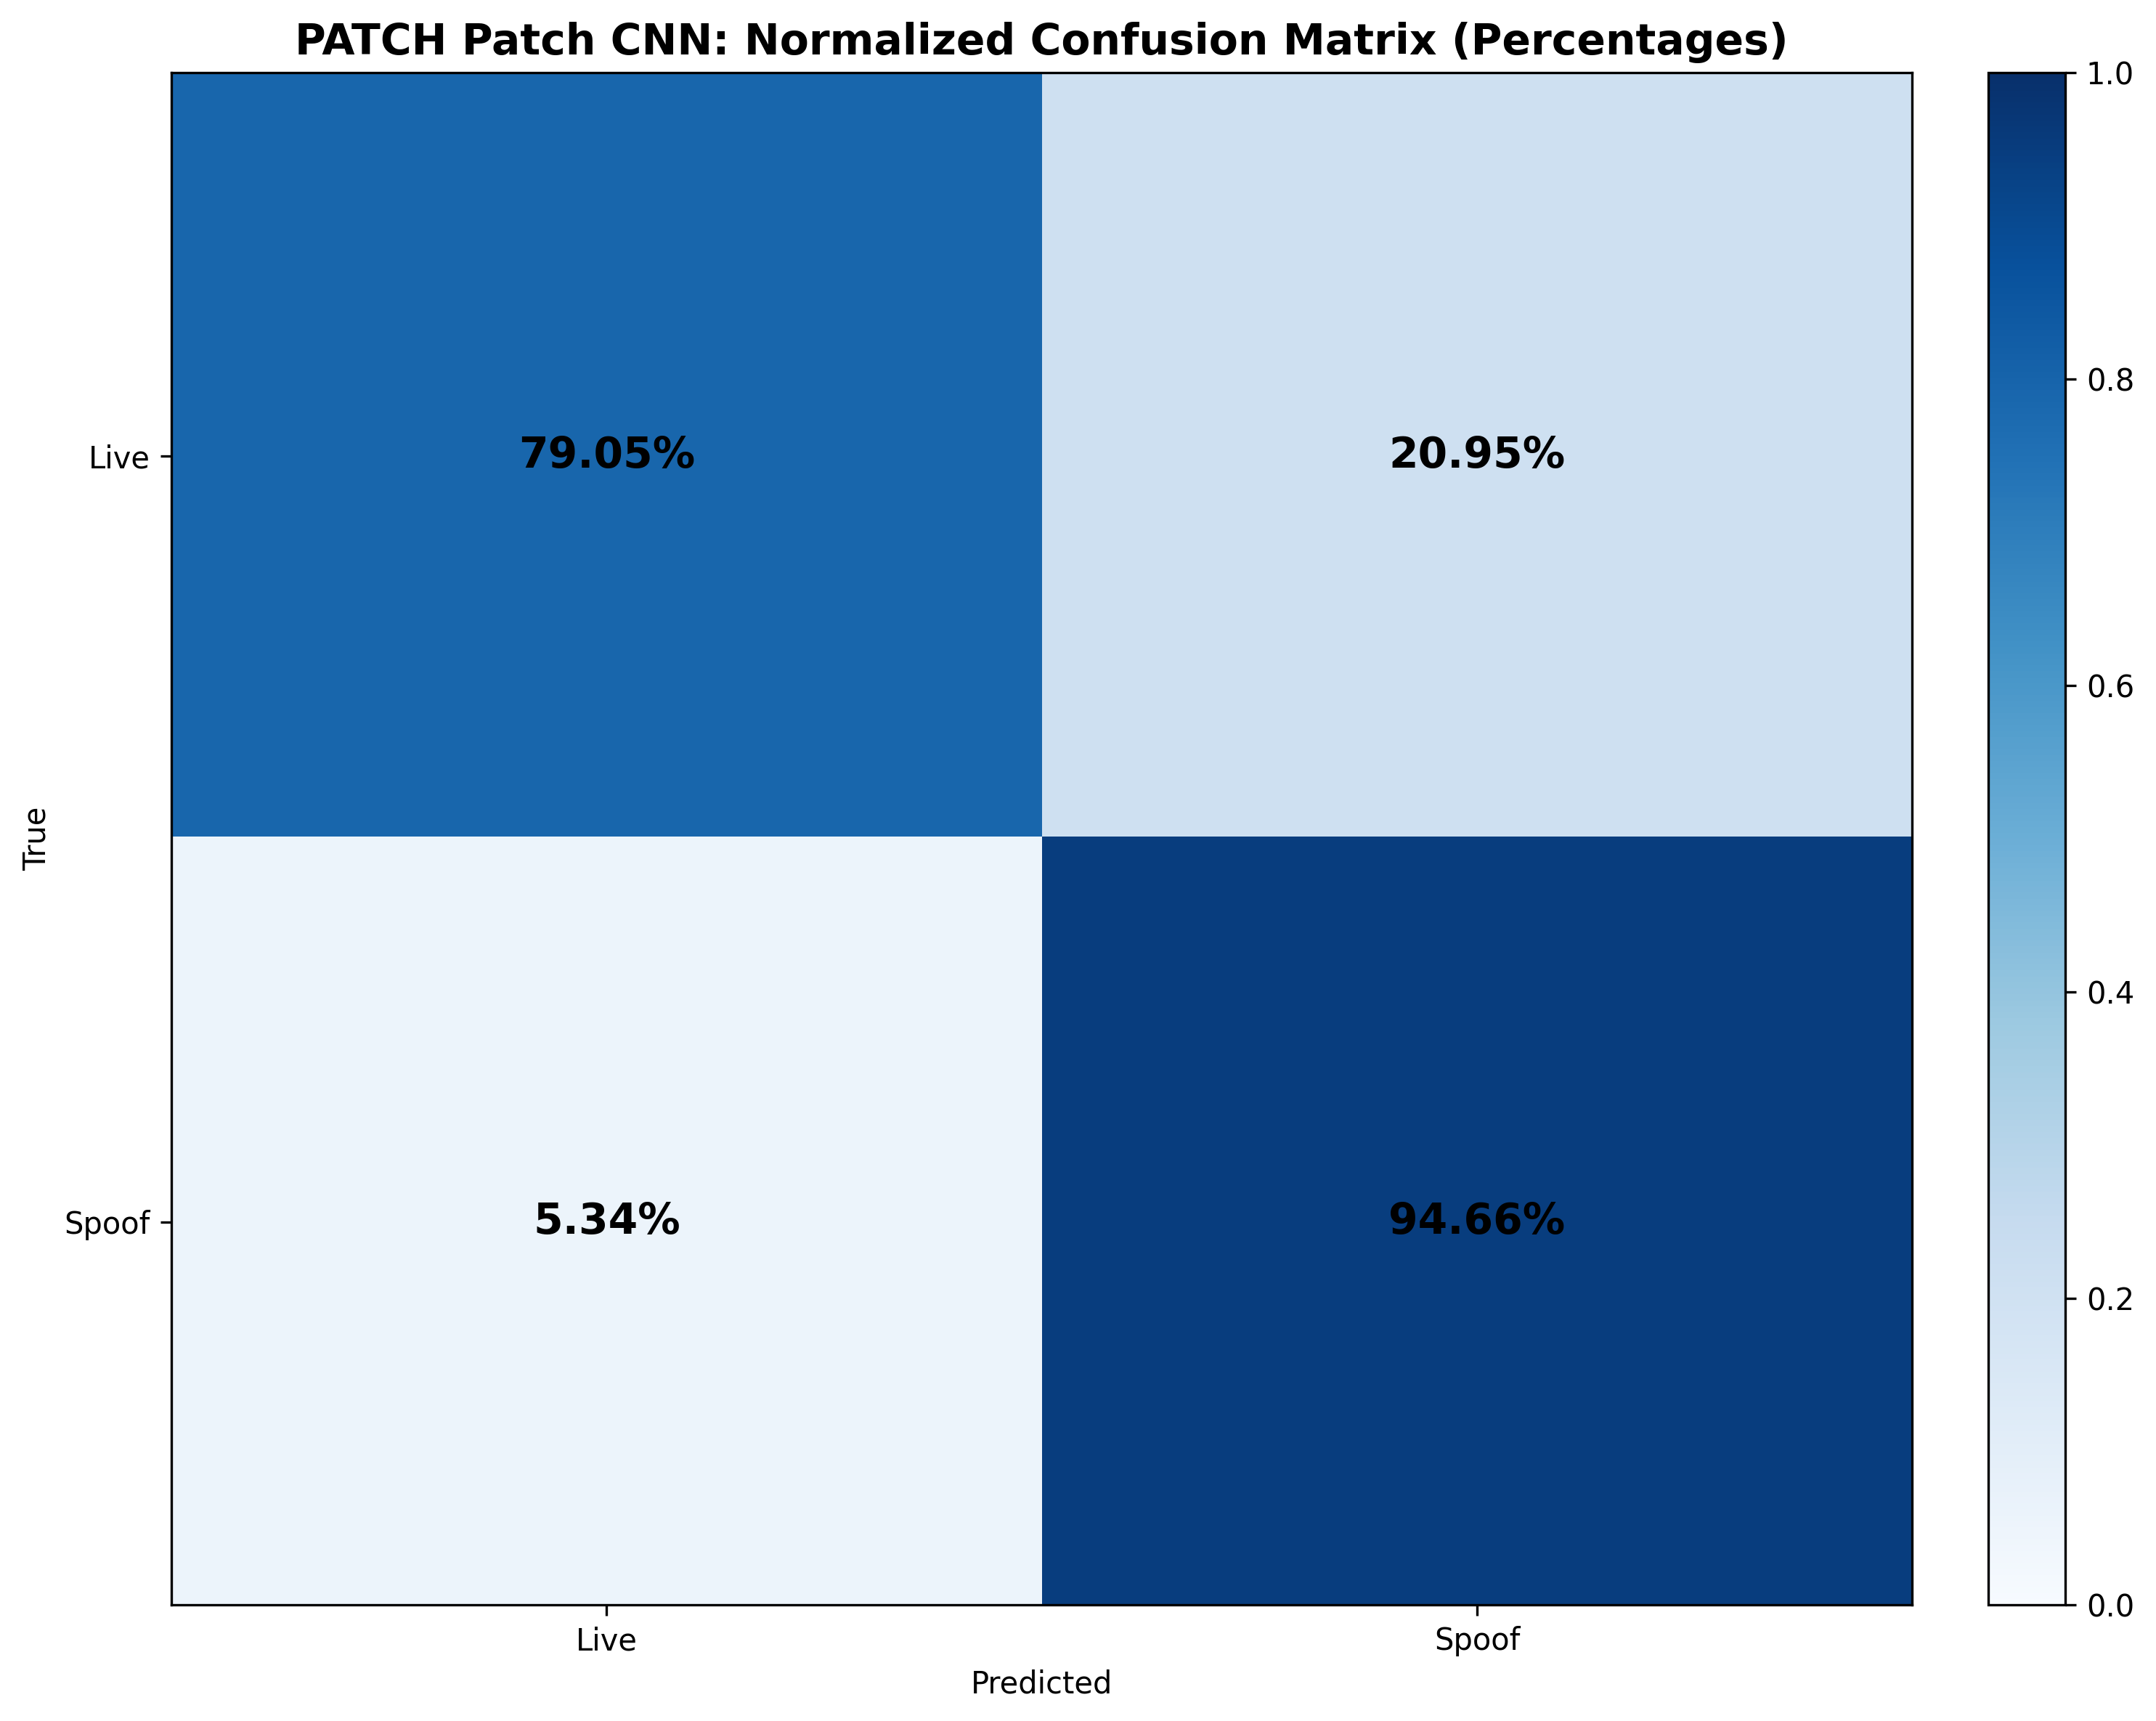 PATCH Patch CNN: Normalized Confusion Matrix (Percentages)
1.0
0.8
Live
79.05%
20.95%
0.6
True
0.4
Spoof
5.34%
94.66%
0.2
0.0
Live
Spoof
Predicted